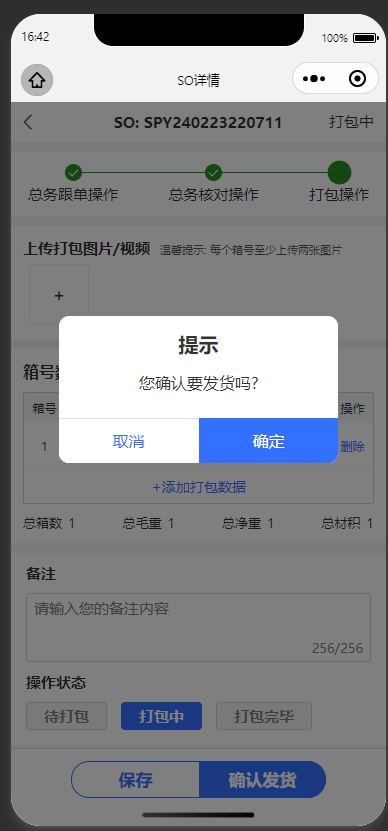 16:42 100%
SO详情
SO: SPY240223220711 打包中
总务跟单操作 总务核对操作 打包操作
上传打包图片/视频 温馨提示: 每个箱号至少上传两张图片
+
提示
您确认要发货吗?
取消 确定
箱号
箱号 操作
1 删除
+添加打包数据
总箱数 1 总毛重 1 总净重 1 总材积 1
备注
请输入您的备注内容
256/256
操作状态
待打包 打包中 打包完毕
保存 确认发货